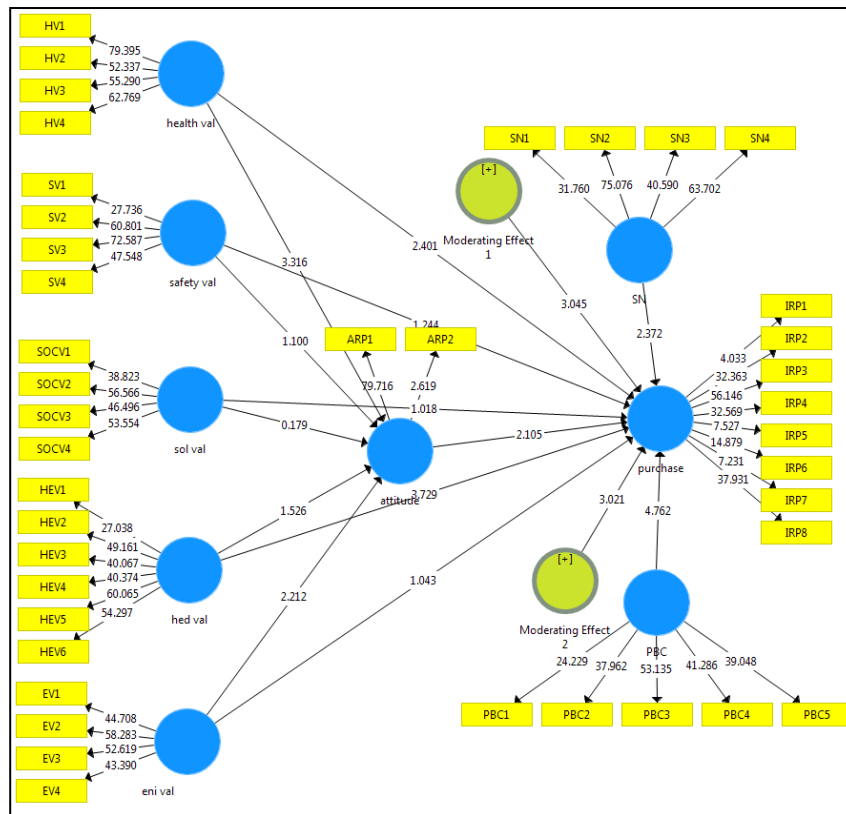 HV1
79.395
HV2
52.337
55.290
HV3
62.769
HV4
health val
SN1
SN2
SN3
SN4
SV1
27.736
SV2
60.801
72.587
SV3
47.548
SV4
safety val
[+]
Moderating Effect
1
31.760
75.076
40.590
63.702
SN
2.401
3.316
3.045
2.372
1.244
1.100
ARP1
ARP2
79.716
2.619
IRP1
IRP2
IRP3
IRP4
IRP5
IRP6
IRP7
IRP8
4.033
32.363
56.146
32.569
7.527
14.879
7.231
37.931
purchase
SOCV1
38.823
SOCV2
56.566
46.496
SOCV3
53.554
SOCV4
sol val
1.018
0.179
2.105
attitude
3.729
1.526
3.021
4.762
HEV1
27.038
HEV2
49.161
HEV3
40.067
40.374
HEV4
60.065
HEV5
54.297
HEV6
hed val
2.212
1.043
[+]
Moderating Effect
2
PBC
24.229
37.962
53.135
41.286
39.048
PBC1
PBC2
PBC3
PBC4
PBC5
EV1
44.708
EV2
58.283
52.619
EV3
43.390
EV4
eni val